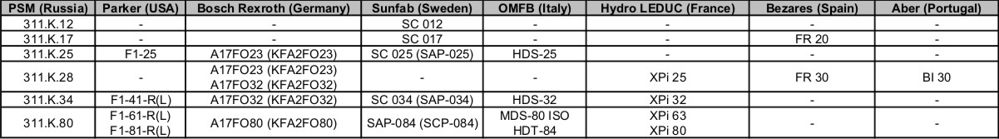 PSM (Russia) Parker (USA) Bosch Rexroth (Germany) Sunfab (Sweden) OMFB (Italy) Hydro LEDUC (France) Bezares (Spain) Aber (Portugal)
311.K.12 - - SC 012 - - - -
311.K.17 - - SC 017 - - FR 20 -
311.K.25 F1-25 A17FO23 (KFA2FO23) SC 025 (SAP-025) HDS-25 - - -
311.K.28 - A17FO23 (KFA2FO23) - - XPi 25 FR 30 BI 30
A17FO32 (KFA2FO32)
311.K.34 F1-41-R(L) A17FO32 (KFA2FO32) SC 034 (SAP-034) HDS-32 XPi 32 - -
311.K.80 F1-61-R(L) A17FO80 (KFA2FO80) SAP-084 (SCP-084) MDS-80 ISO XPi 63 - -
F1-81-R(L) HDT-84 XPi 80